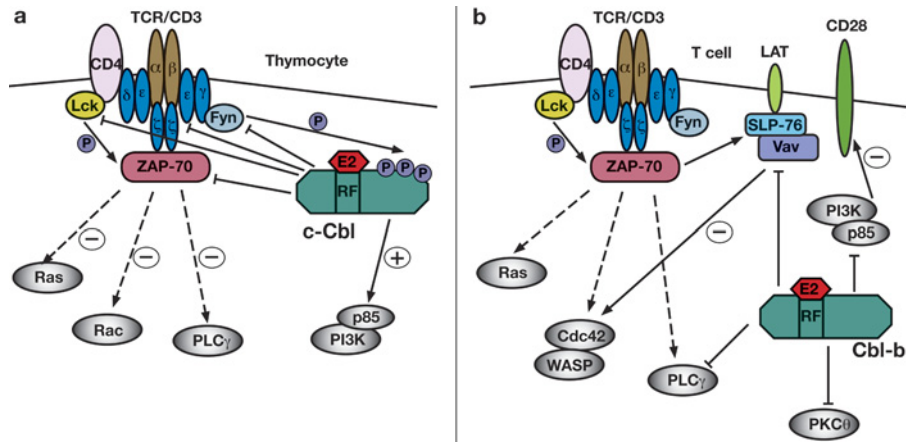 a
TCR/CD3
CD4
α
β
Thymocyte
δ
ε
ε
γ
Lck
Fyn
ζ
ζ
P
P
ZAP-70
E2
P
P
P
RF
c-Cbl
−
−
−
+
Ras
Rac
PLCγ
p85
PI3K
b
TCR/CD3
CD28
T cell
LAT
CD4
α
β
δ
ε
ε
γ
Lck
Fyn
SLP-76
Vav
ζ
ζ
P
ZAP-70
−
−
PI3K
p85
Ras
E2
RF
Cbl-b
Cdc42
WASP
PLCγ
PKCθ